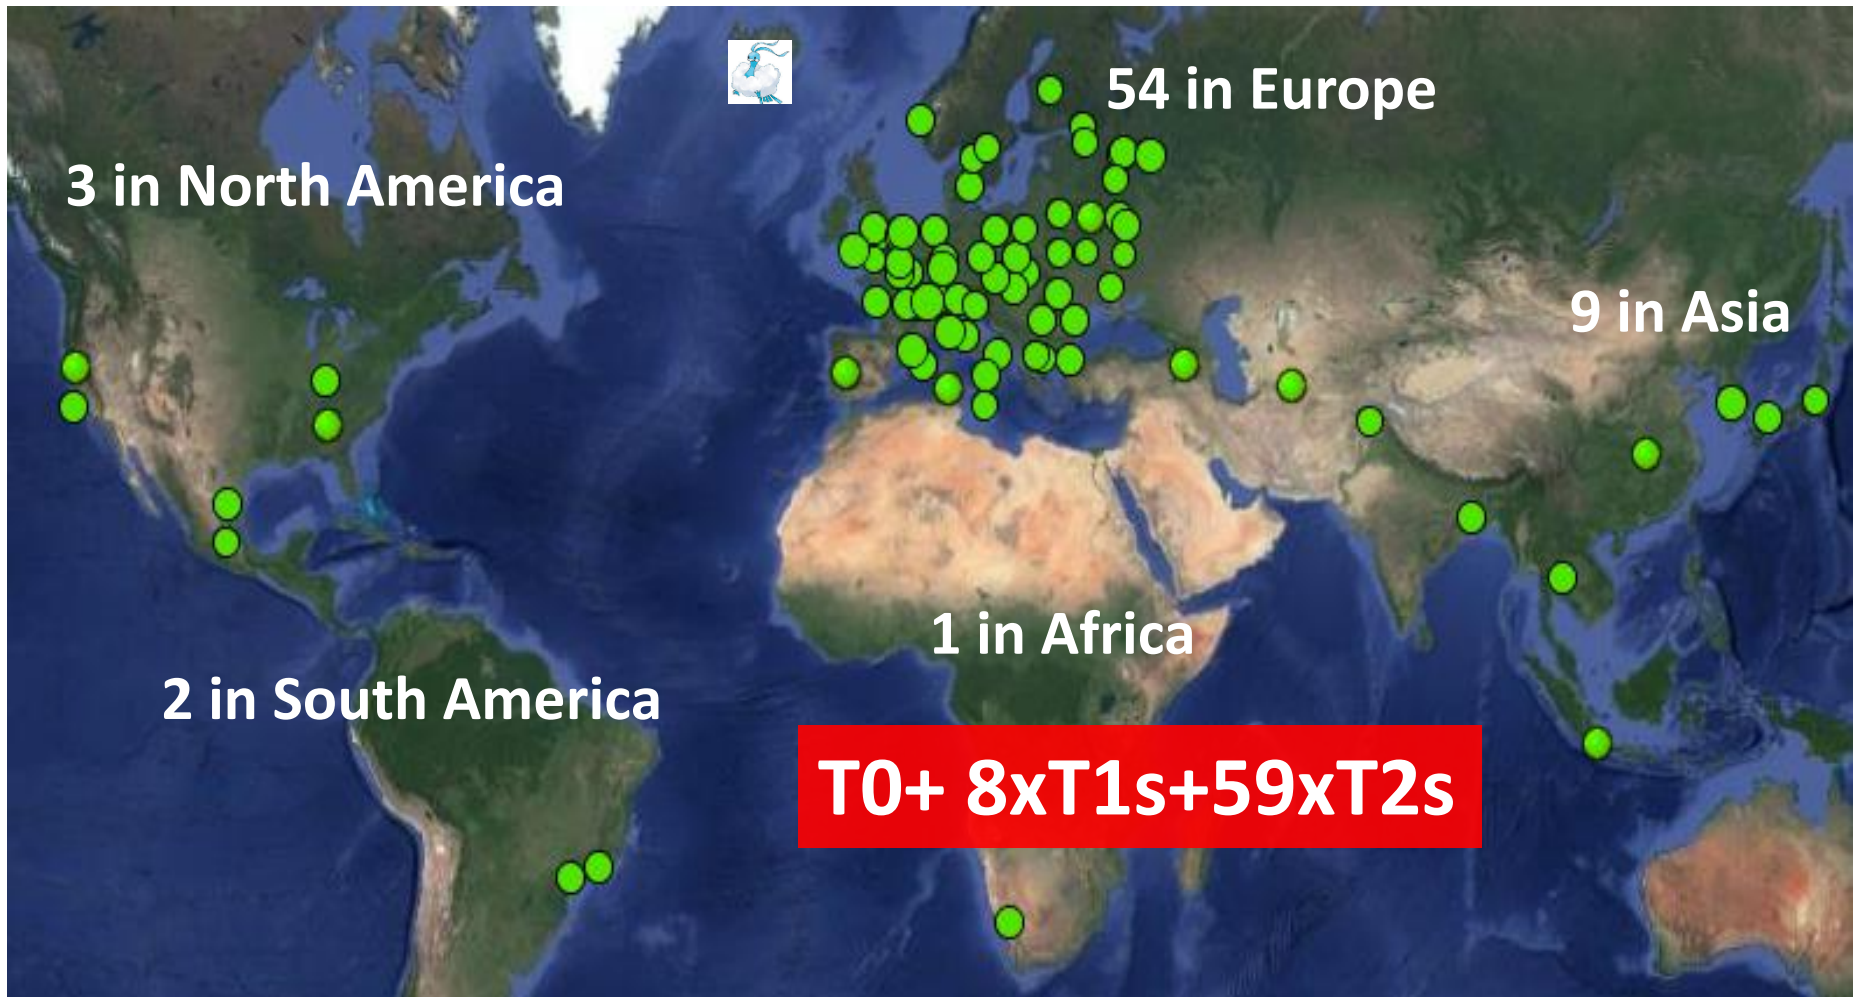 54 in Europe
3 in North America
9 in Asia
1 in Africa
2 in South America
T0+ 8xT1s+59xT2s